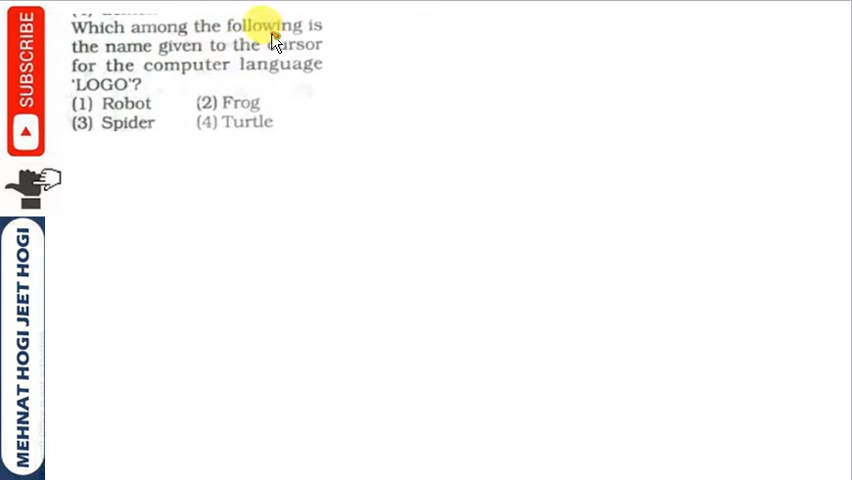 Which among the following is
the name given to the cursor
for the computer language
'LOGO'?
(1) Robot (2) Frog
(3) Spider (4) Turtle
SUBSCRIBE
MEHNAT HOGI JEET HOGI